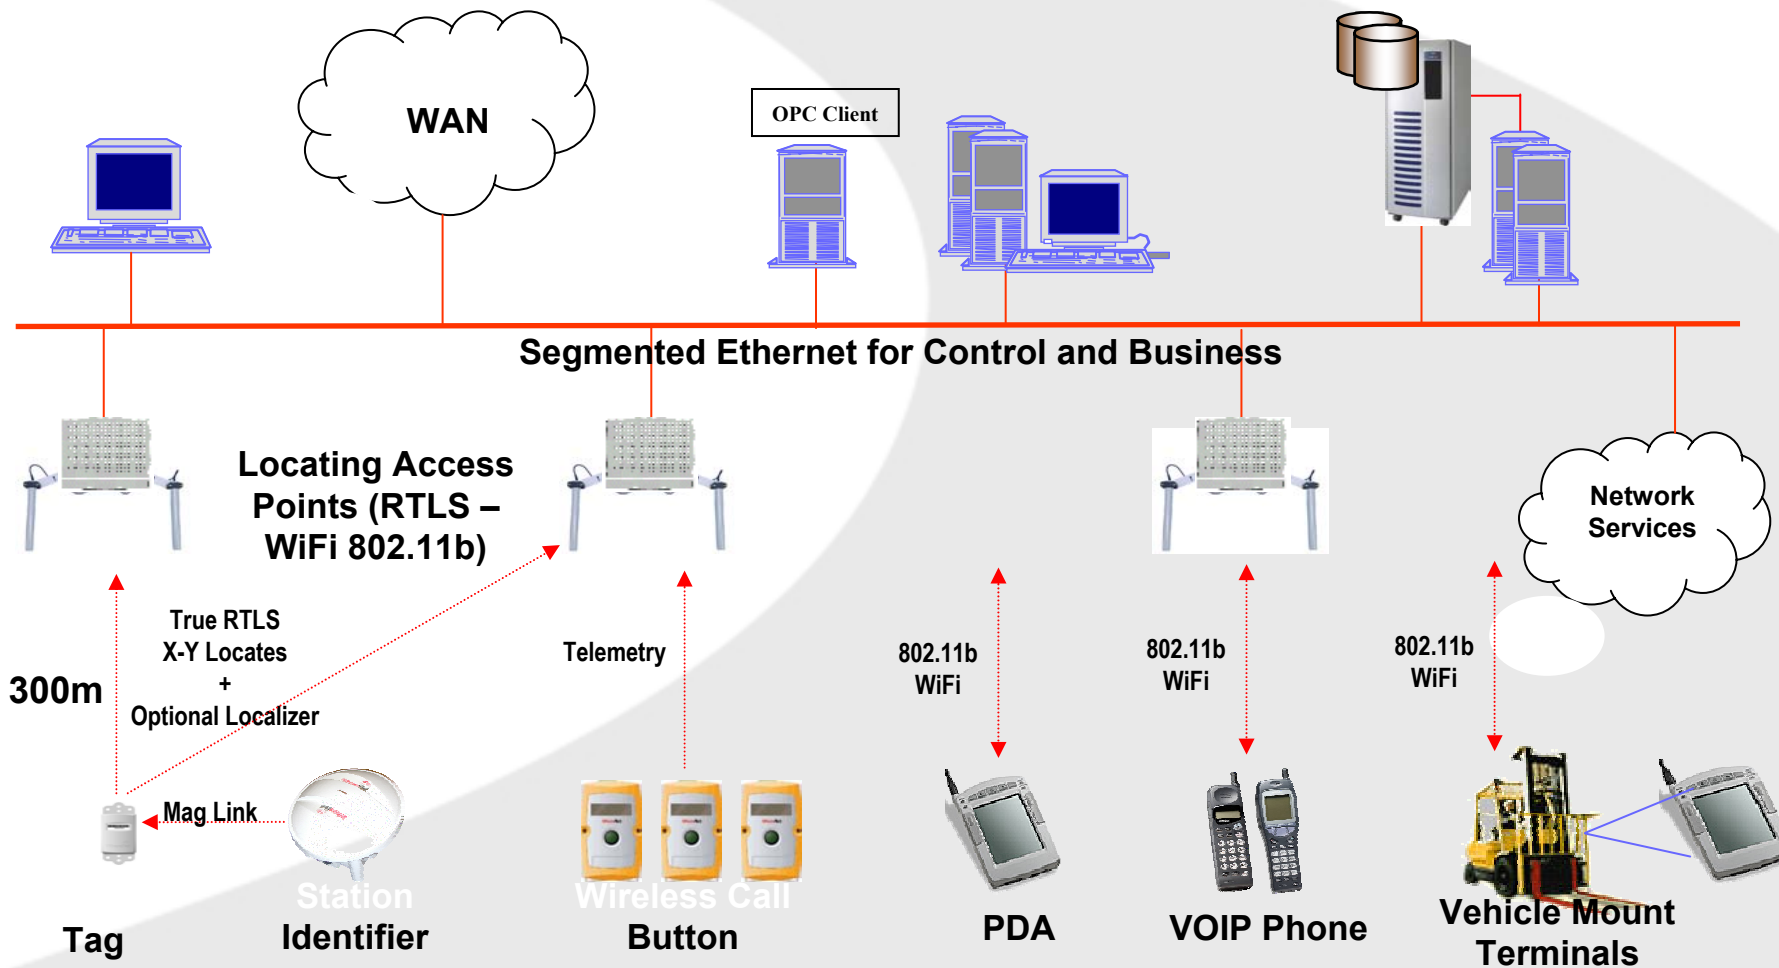 WAN
OPC Client
Segmented Ethernet for Control and Business
Locating Access
Points (RTLS –
WiFi 802.11b)
Network
Services
True RTLS
X-Y Locates
+
Optional Localizer
300m
Telemetry
802.11b
WiFi
802.11b
WiFi
802.11b
WiFi
Mag Link
Tag
Station
Identifier
Wireless Call
Button
PDA
VOIP Phone
Vehicle Mount
Terminals